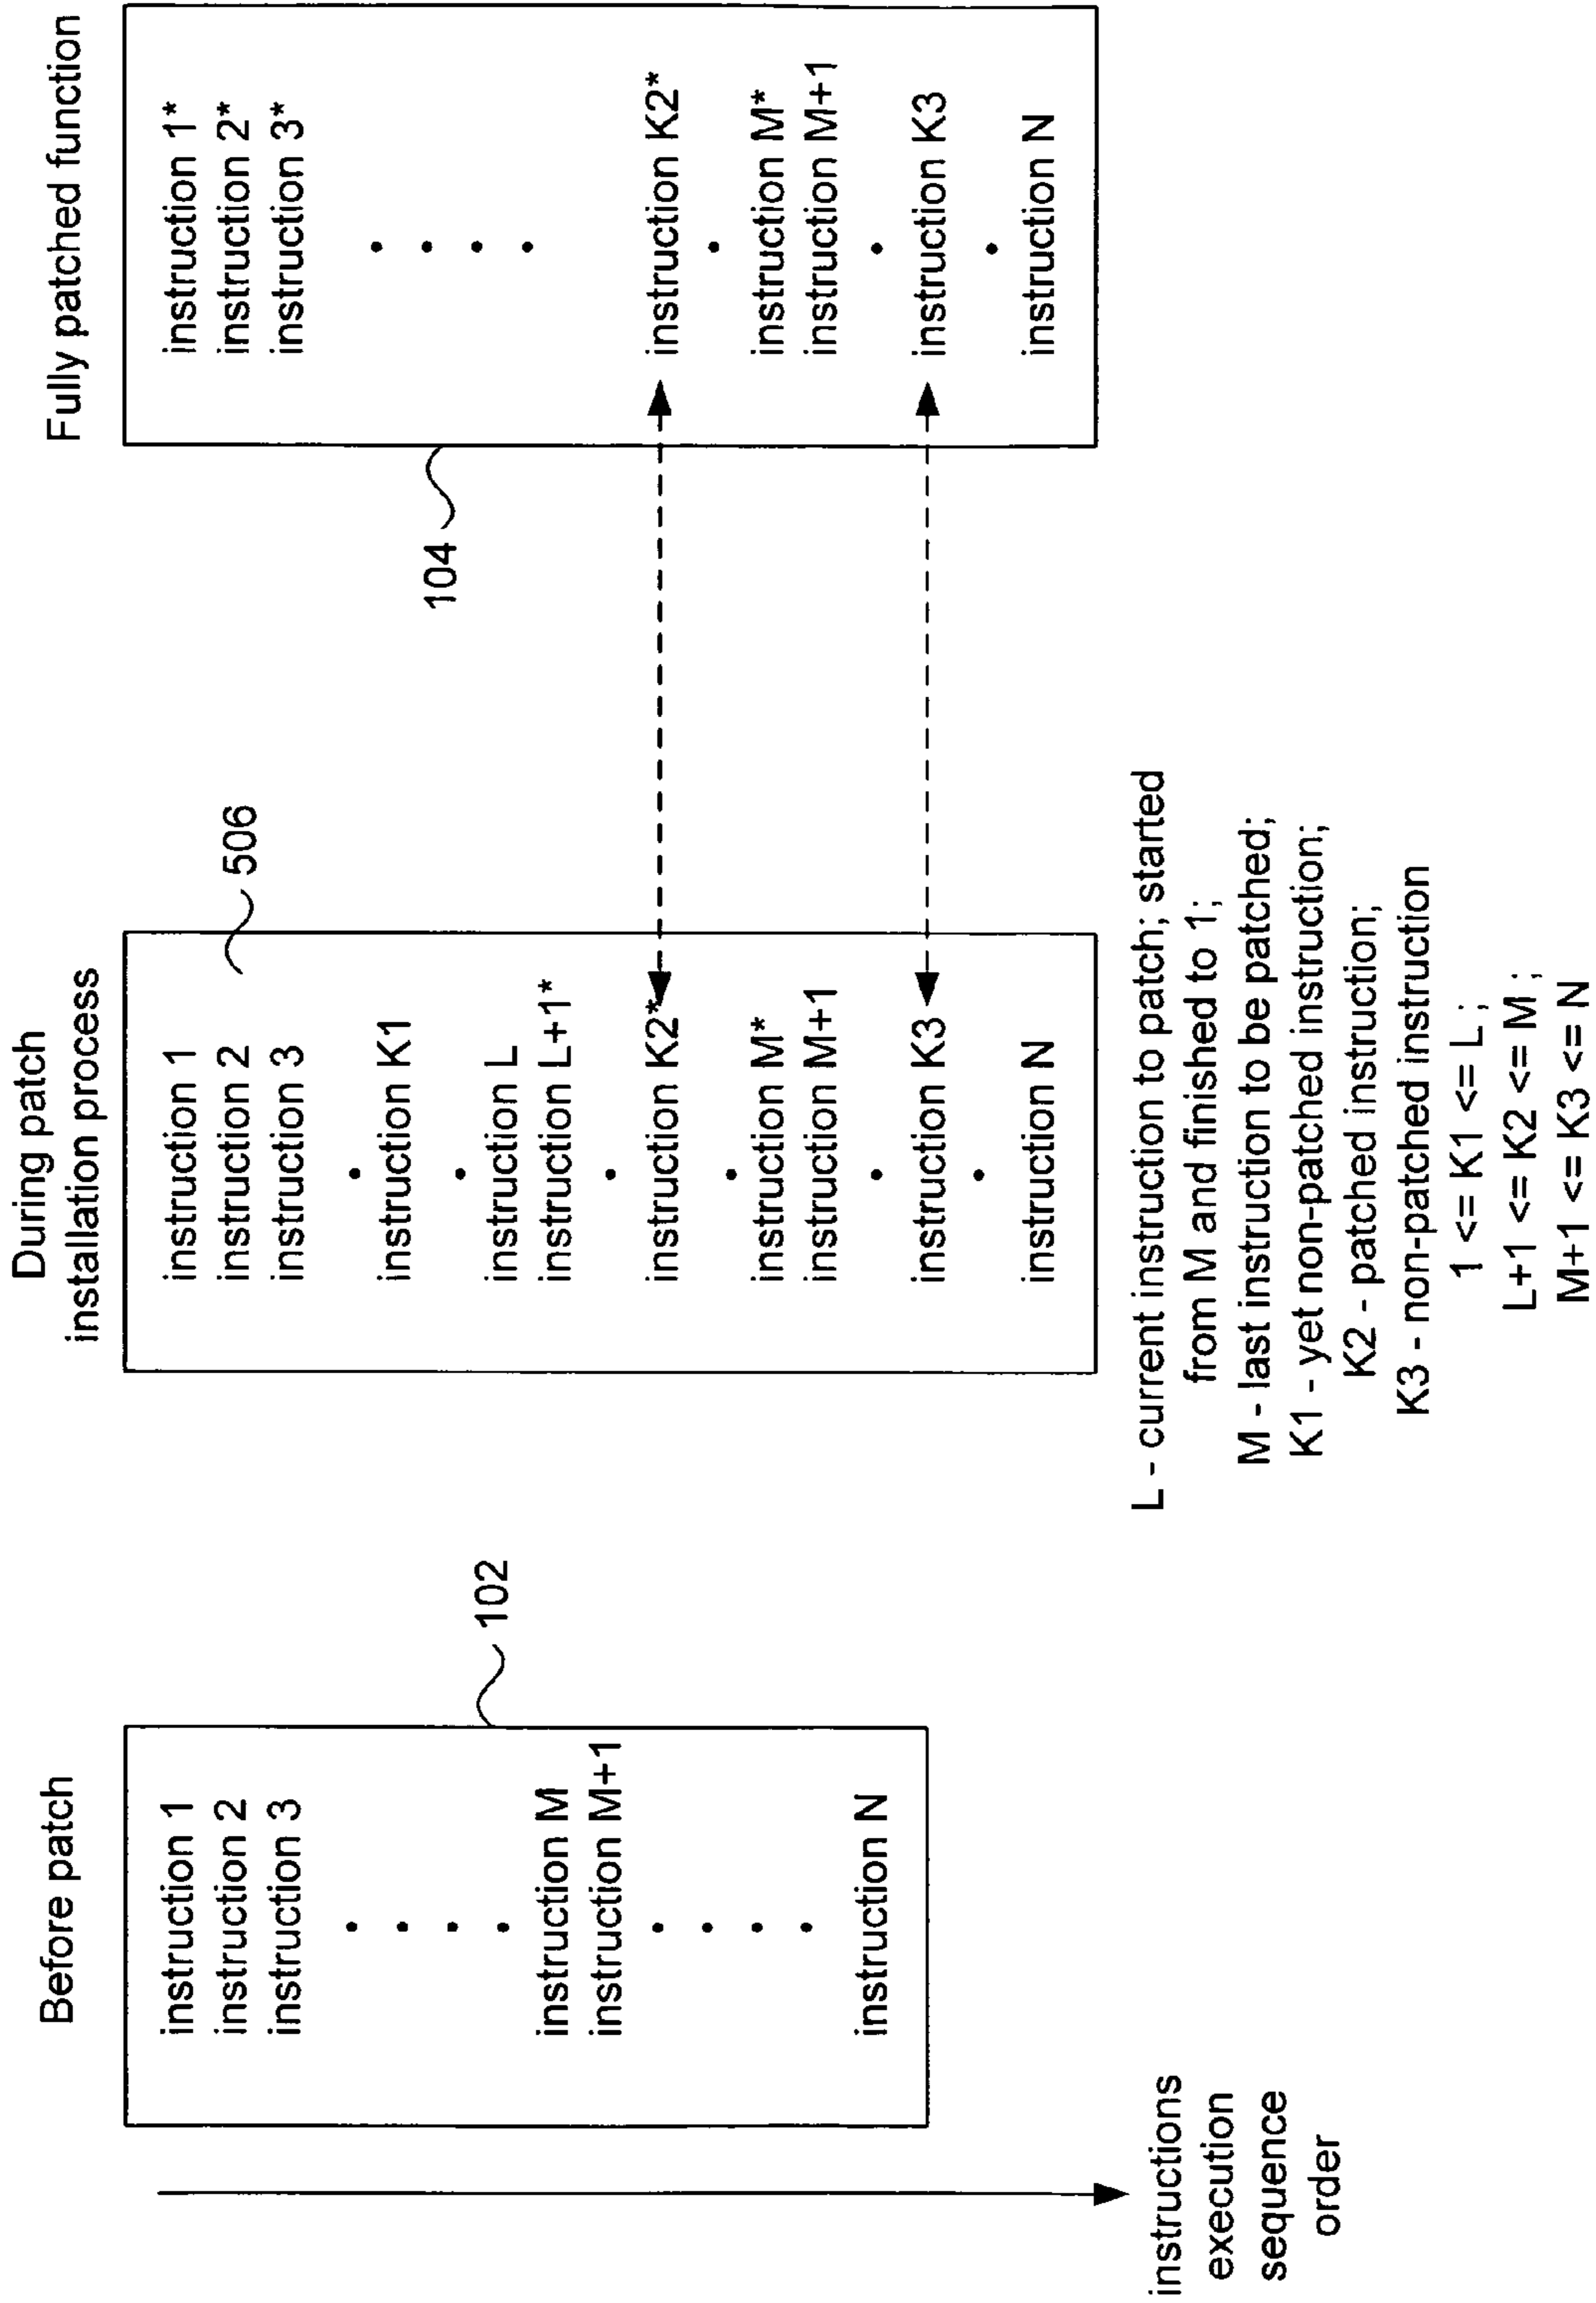 Before patch
instruction 1
instruction 2
instruction 3
instruction M
instruction M+1
instruction N
102
instructions
execution
sequence
order
During patch
installation process
506
instruction 1
instruction 2
instruction 3
instruction K1
instruction L
instruction L+1*
instruction K2*
instruction M*
instruction M+1
instruction K3
instruction N
L - current instruction to patch; started
from M and finished to 1;
M - last instruction to be patched;
K1 - yet non-patched instruction;
K2 - patched instruction;
K3 - non-patched instruction
1 <= K1 <= L;
L+1 <= K2 <= M;
M+1 <= K3 <= N
Fully patched function
104
instruction 1*
instruction 2*
instruction 3*
instruction K2*
instruction M*
instruction M+1
instruction K3
instruction N